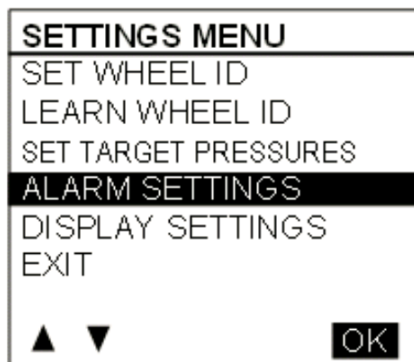 SETTINGS MENU
SET WHEEL ID
LEARN WHEEL ID
SET TARGET PRESSURES
ALARM SETTINGS
DISPLAY SETTINGS
EXIT
▲ ▼ OK